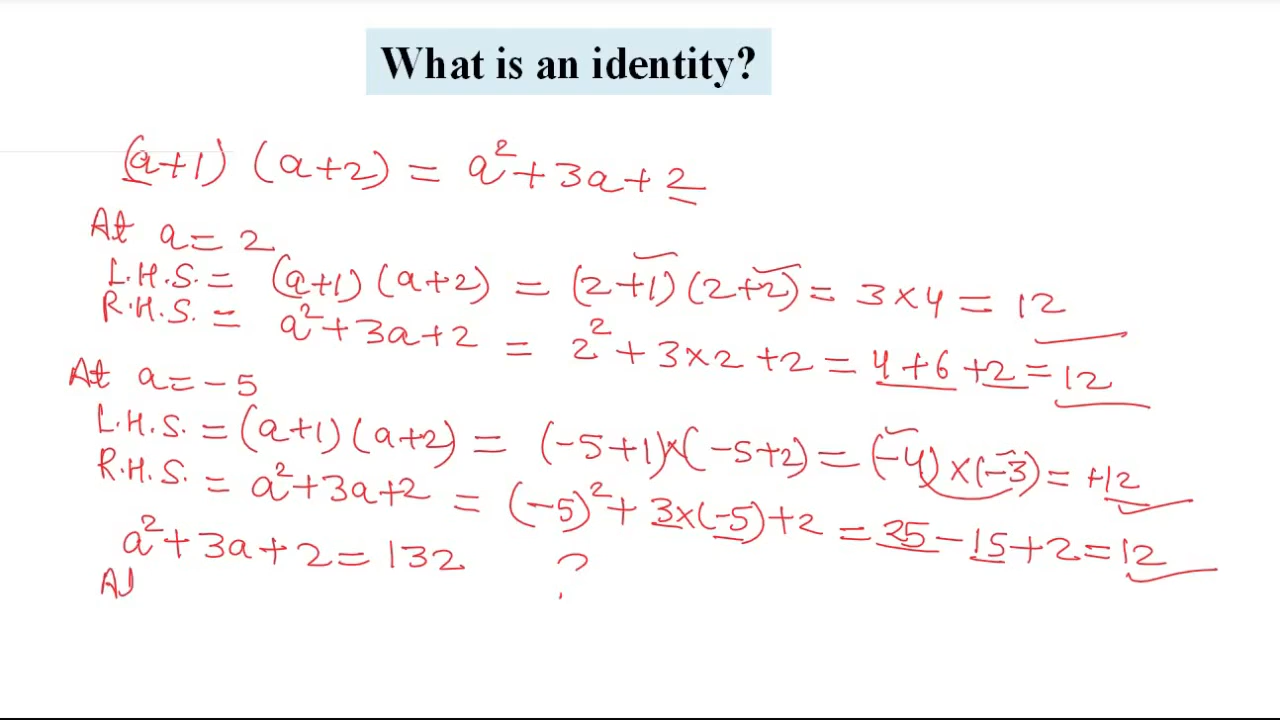 What is an identity?
(a+1) (a+2) = a²+3a+2
At a = 2
L.H.S. = (a+1) (a+2) = (2+1) (2+2) = 3×4 = 12
R.H.S. = a²+3a+2 = 2²+3×2+2 = 4+6+2 = 12
At a = -5
L.H.S. = (a+1) (a+2) = (-5+1)×(-5+2) = (-4)×(-3) = +12
R.H.S. = a²+3a+2 = (-5)²+3×(-5)+2 = 25-15+2 = 12
a²+3a+2 = 132 ?